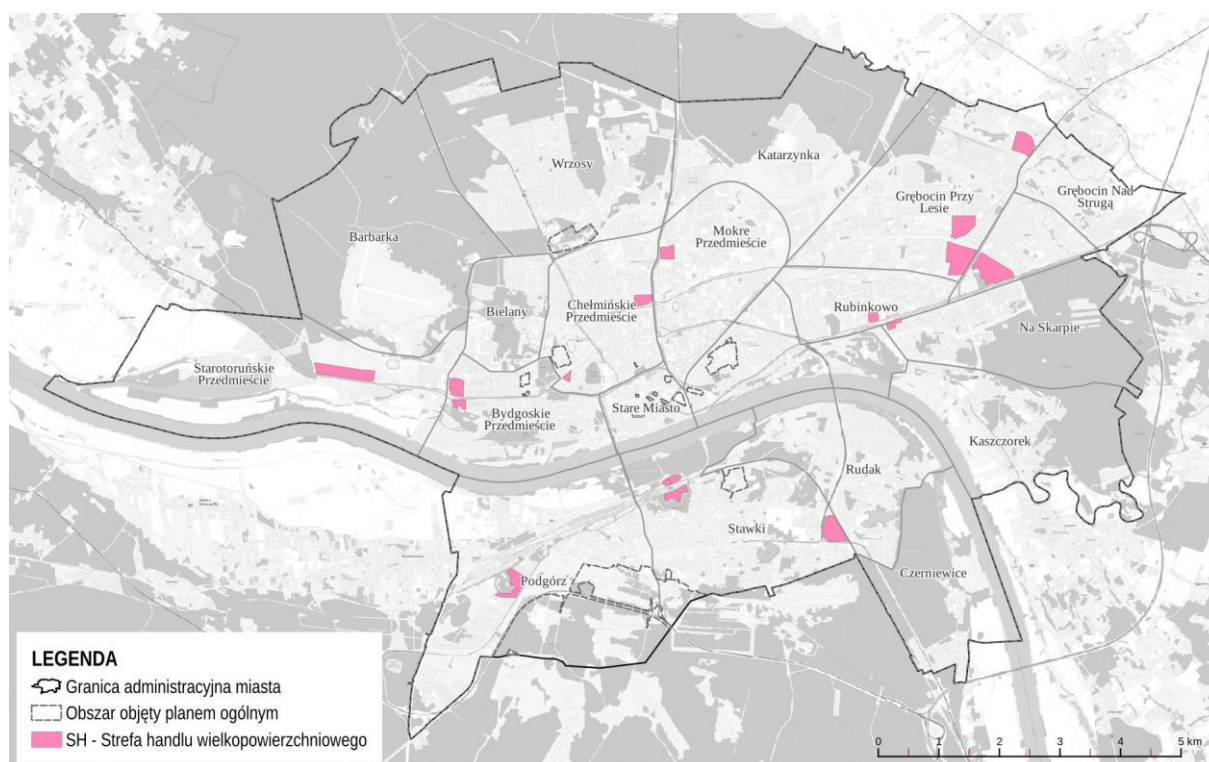 Katarzynka
Wrzosy
Grębocin Nad
Strugą
Grębocin Przy
Lesie
Mokre
Przedmieście
Barbarka
Chełmińskie
Przedmieście
Bielany
Rubinkowo
Na Skarpie
Starotoruńskie
Przedmieście
Bydgoskie
Przedmieście
Stare Miasto
Kaszczorek
Rudak
Stawki
Czerniewice
Podgórz
LEGENDA
Granica administracyjna miasta
Obszar objęty planem ogólnym
SH - Strefa handlu wielkopowierzchniowego
0 1 2 3 4 5 km